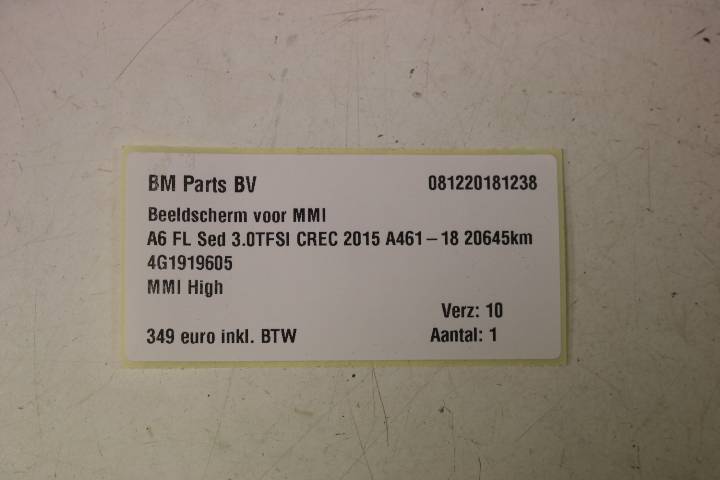 BM Parts BV 081220181238
Beeldscherm voor MMI
A6 FL Sed 3.0TFSI CREC 2015 A461-18 20645km
4G1919605
MMI High
Verz: 10
349 euro inkl. BTW Aantal: 1